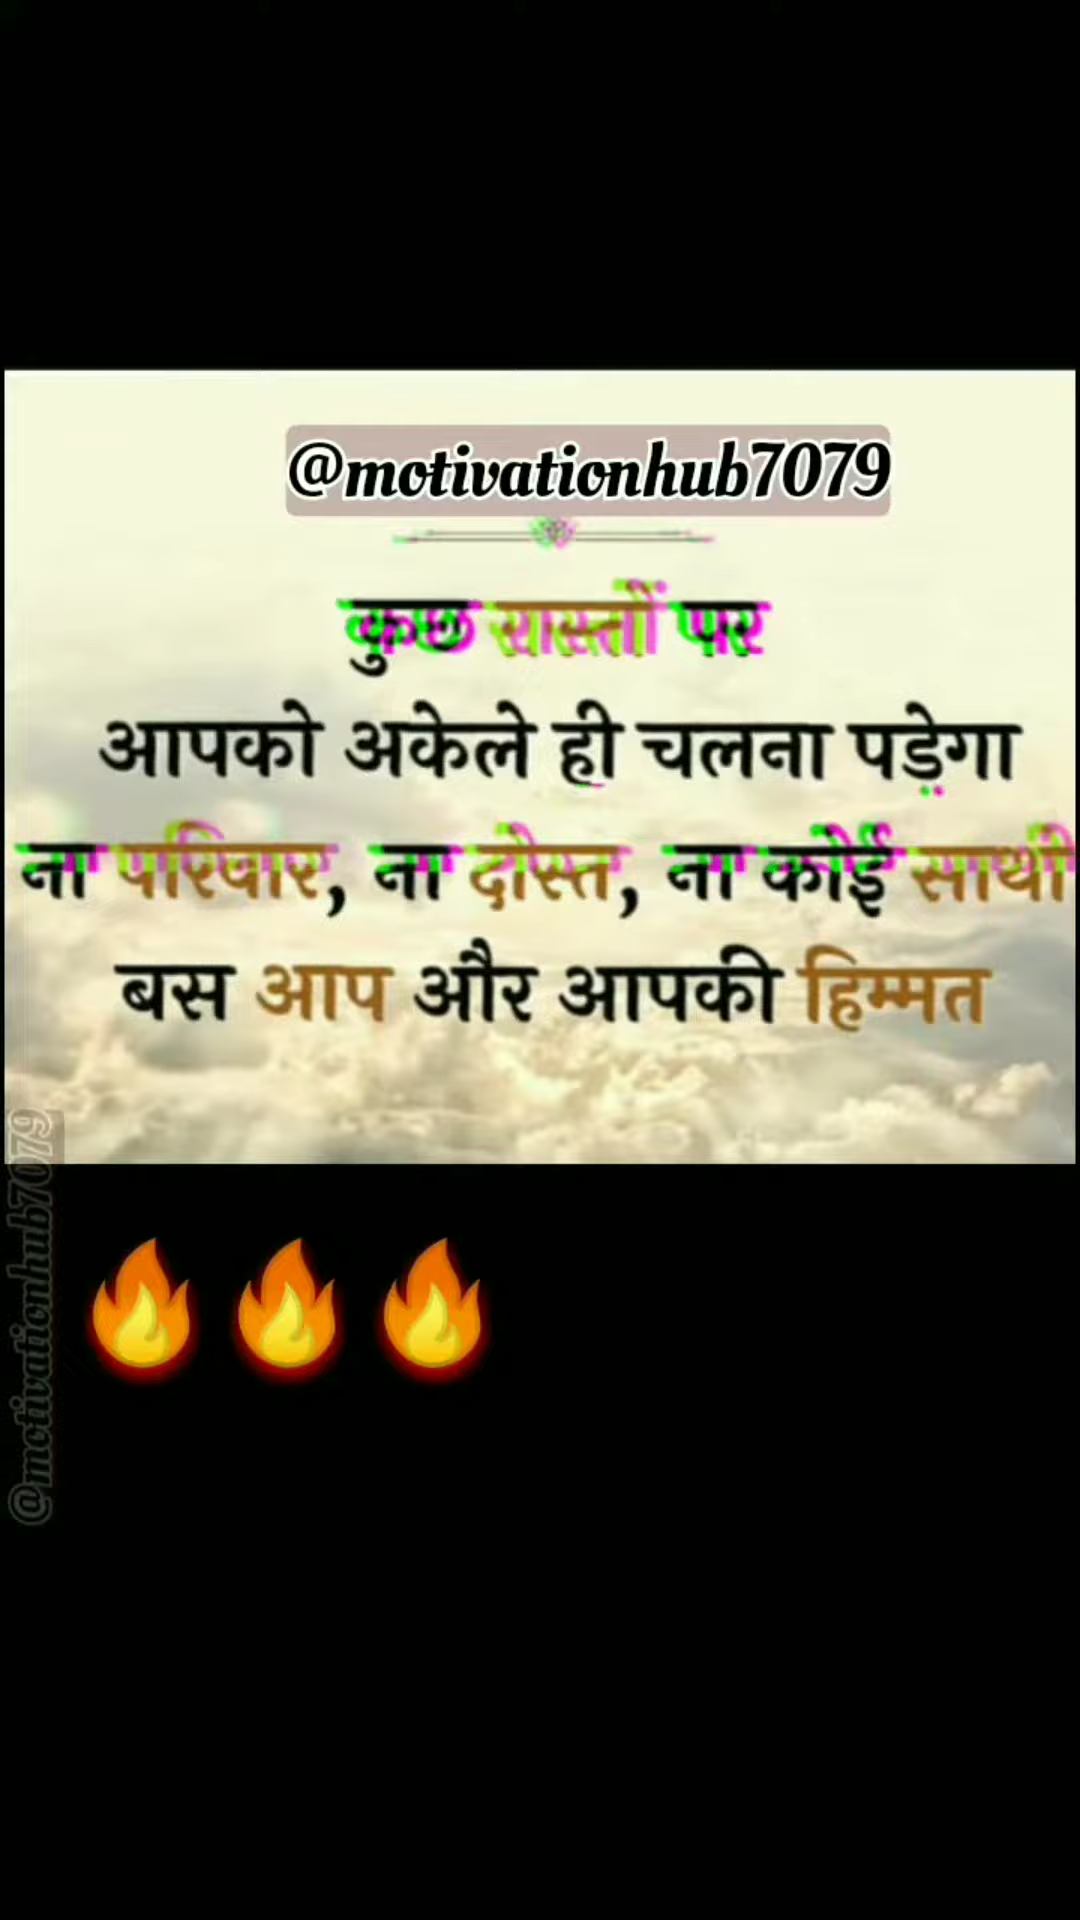 @motivationhub7079
कुछ रास्तों पर
आपको अकेले ही चलना पड़ेगा
ना परिवार, ना दोस्त, ना कोई साथी
बस आप और आपकी हिम्मत
@motivationhub7079